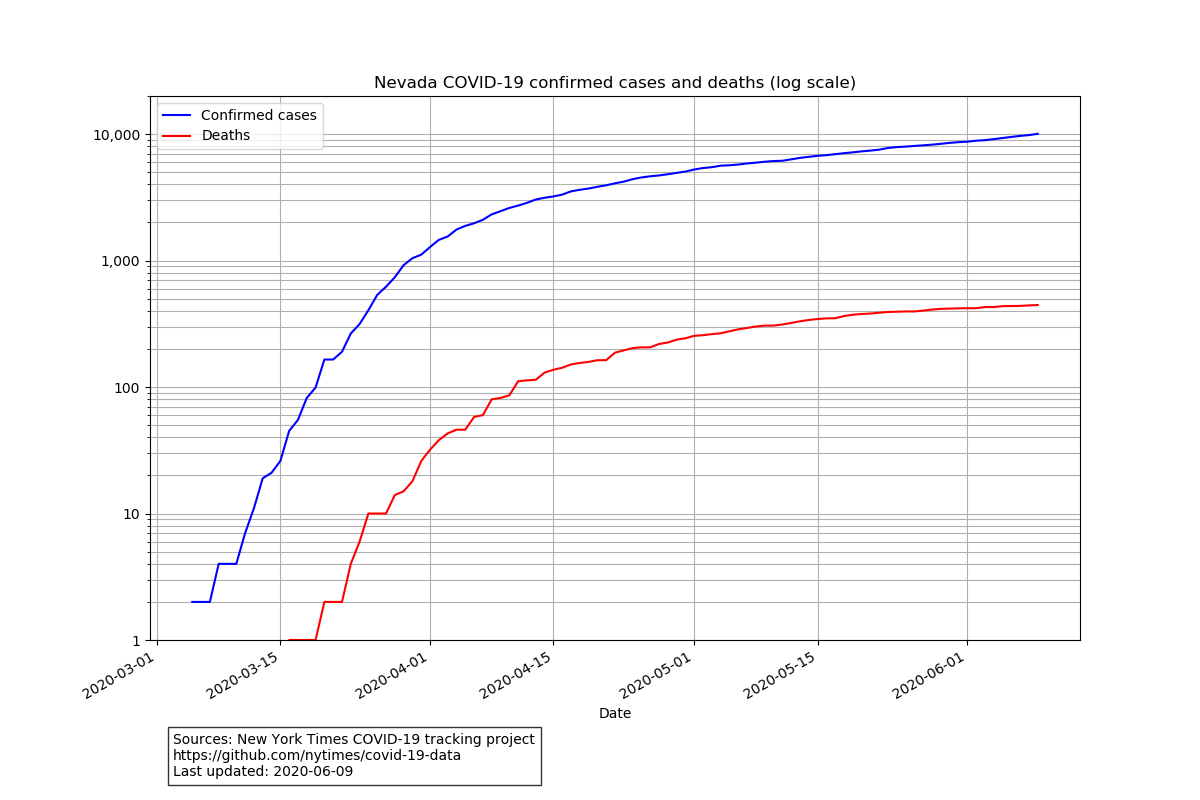 Nevada COVID-19 confirmed cases and deaths (log scale)
Confirmed cases
Deaths
10,000
1,000
100
10
1
2020-03-01
2020-03-15
2020-04-01
2020-04-15
2020-05-01
2020-05-15
2020-06-01
Date
Sources: New York Times COVID-19 tracking project
https://github.com/nytimes/covid-19-data
Last updated: 2020-06-09